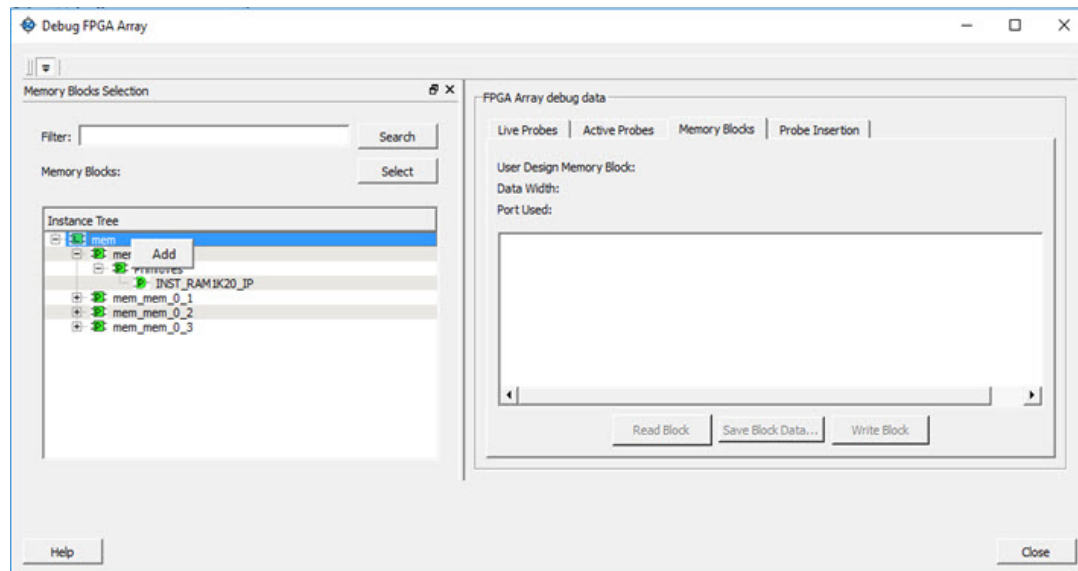 Debug FPGA Array
Memory Blocks Selection
Filter:
Search
Memory Blocks:
Select
Instance Tree
mem
Add
Primitives
INST_RAM1K20_IP
mem_mem_0_1
mem_mem_0_2
mem_mem_0_3
FPGA Array debug data
Live Probes
Active Probes
Memory Blocks
Probe Insertion
User Design Memory Block:
Data Width:
Port Used:
Read Block
Save Block Data...
Write Block
Help
Close